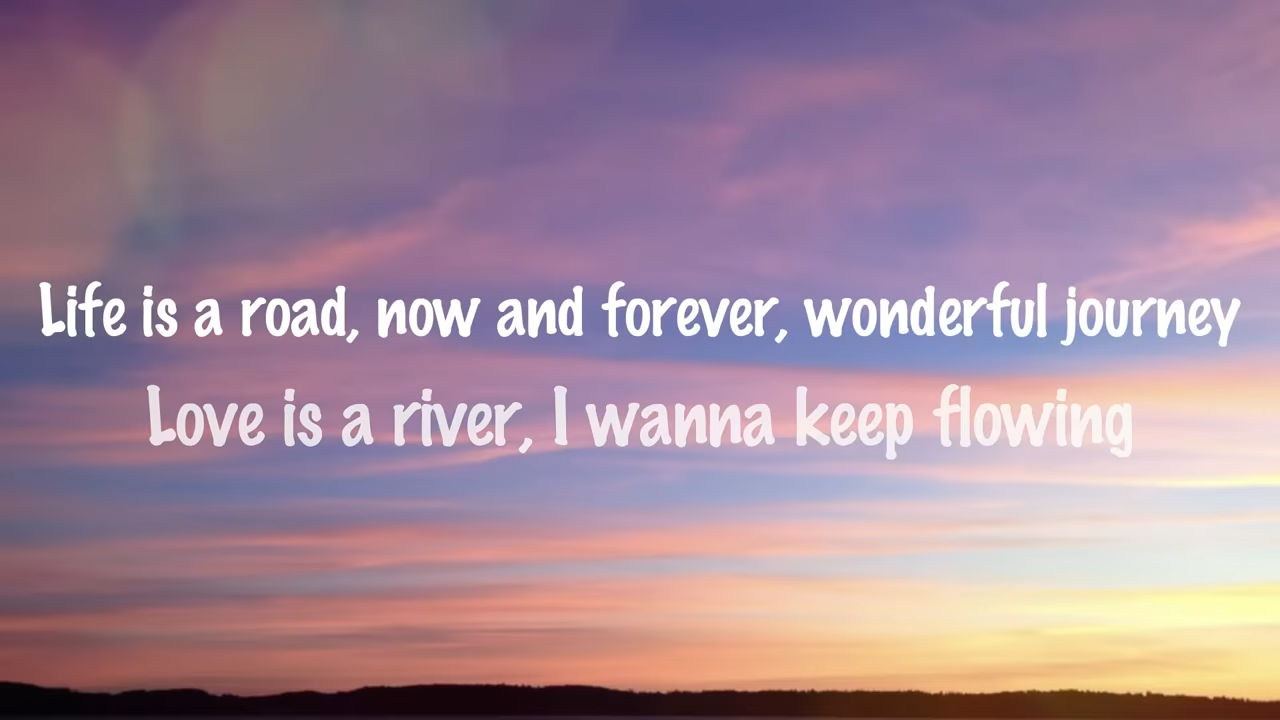 Life is a road, now and forever, wonderful journey
Love is a river, I wanna keep flowing